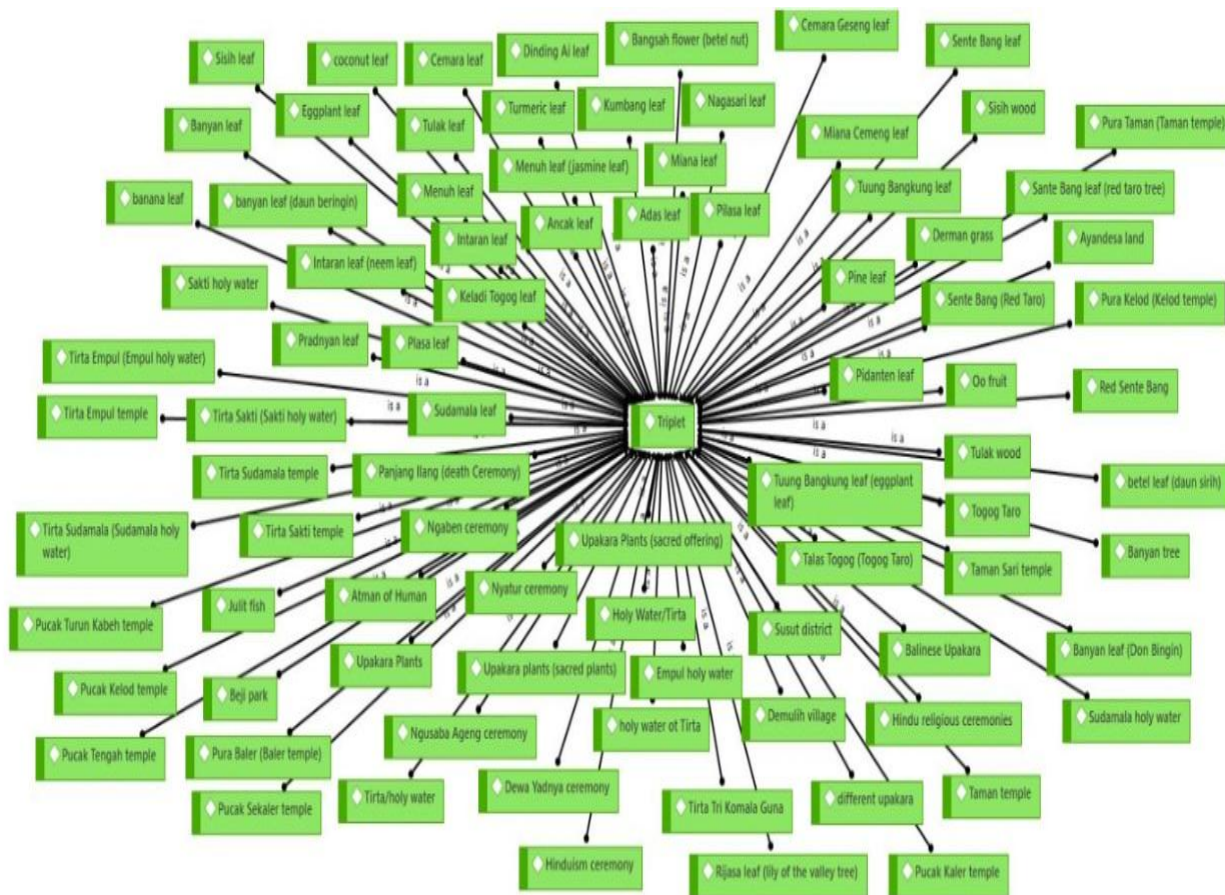 Cemara Geseng leaf
Bangsah flower (betel nut)
Sente Bang leaf
Dinding Ai leaf
Sisih leaf
coconut leaf
Cemara leaf
Eggplant leaf
Turmeric leaf
Kumbang leaf
Nagasari leaf
Sisih wood
Banyan leaf
Tulak leaf
Miana Cemeng leaf
Pura Taman (Taman temple)
Menuh leaf (jasmine leaf)
Miana leaf
Tuung Bangkung leaf
banana leaf
banyan leaf (daun beringin)
Menuh leaf
Sante Bang leaf (red taro tree)
Ancak leaf
Adas leaf
Pilasa leaf
Intaran leaf
Derman grass
Ayandesa land
Intaran leaf (neem leaf)
Sakti holy water
Keladi Togog leaf
Pine leaf
Sente Bang (Red Taro)
Pura Kelod (Kelod temple)
Pradnyan leaf
Plasa leaf
Tirta Empul (Empul holy water)
Pidanten leaf
Oo fruit
Red Sente Bang
Tirta Empul temple
Tirta Sakti (Sakti holy water)
Sudamala leaf
Triplet
is a
Tulak wood
Tirta Sudamala temple
Panjang Ilang (death Ceremony)
Tuung Bangkung leaf (eggplant
leaf)
betel leaf (daun sirih)
Togog Taro
Tirta Sudamala (Sudamala holy
water)
Tirta Sakti temple
Ngaben ceremony
Upakara Plants (sacred offering)
Talas Togog (Togog Taro)
Taman Sari temple
Banyan tree
Julit fish
Atman of Human
Nyatur ceremony
Pucak Turun Kabeh temple
Holy Water/Tirta
Susut district
Balinese Upakara
Banyan leaf (Don Bingin)
Upakara Plants
Upakara plants (sacred plants)
Empul holy water
Pucak Kelod temple
Beji park
Demulih village
Hindu religious ceremonies
Sudamala holy water
Ngusaba Ageng ceremony
holy water ot Tirta
Pucak Tengah temple
Pura Baler (Baler temple)
Dewa Yadnya ceremony
Tirta/holy water
Tirta Tri Komala Guna
different upakara
Taman temple
Pucak Sekaler temple
Hinduism ceremony
Rijasa leaf (lily of the valley tree)
Pucak Kaler temple